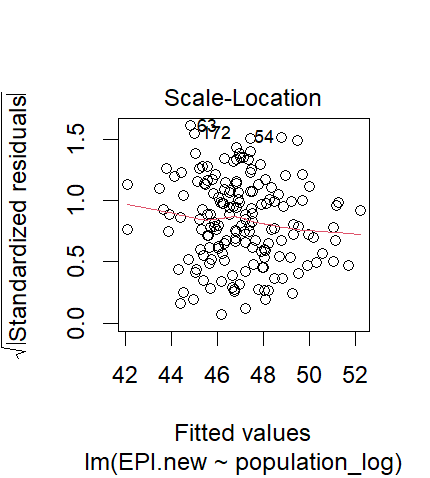 Scale-Location
√|Standardized residuals|
1.5
1.0
0.5
0.0
63
172
54
42 44 46 48 50 52
Fitted values
lm(EPI.new ~ population_log)